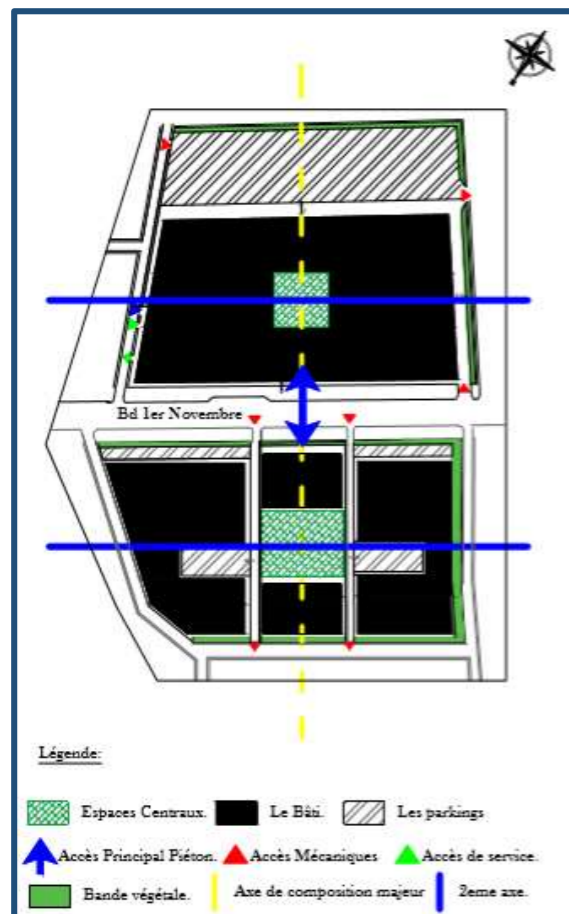 Bd 1er Novembre
Légende:
Espaces Centraux. Le Bâti. Les parkings
Accès Principal Piéton. Accès Mécaniques Accès de service.
Bande végétale. Axe de composition majeur 2eme axe.